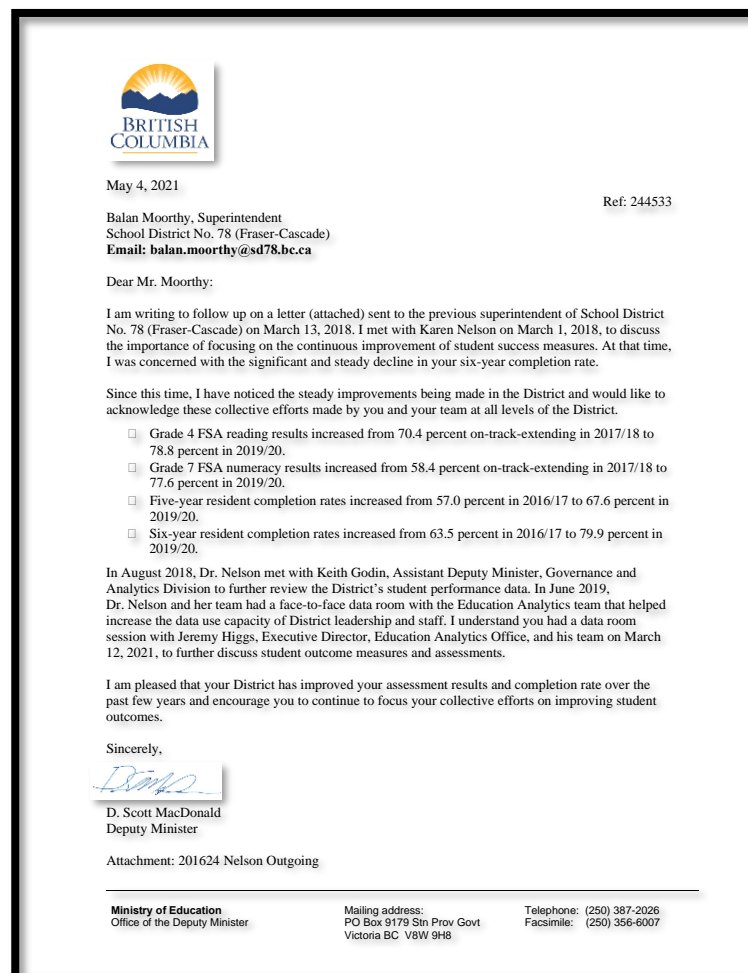 BRITISH
COLUMBIA
May 4, 2021
Ref: 244533
Balan Moorthy, Superintendent
School District No. 78 (Fraser-Cascade)
Email: balan.moorthy@sd78.bc.ca
Dear Mr. Moorthy:
I am writing to follow up on a letter (attached) sent to the previous superintendent of School District
No. 78 (Fraser-Cascade) on March 13, 2018. I met with Karen Nelson on March 1, 2018, to discuss
the importance of focusing on the continuous improvement of student success measures. At that time,
I was concerned with the significant and steady decline in your six-year completion rate.
Since this time, I have noticed the steady improvements being made in the District and would like to
acknowledge these collective efforts made by you and your team at all levels of the District.
Grade 4 FSA reading results increased from 70.4 percent on-track-extending in 2017/18 to
78.8 percent in 2019/20.
Grade 7 FSA numeracy results increased from 58.4 percent on-track-extending in 2017/18 to
77.6 percent in 2019/20.
Five-year resident completion rates increased from 57.0 percent in 2016/17 to 67.6 percent in
2019/20.
Six-year resident completion rates increased from 63.5 percent in 2016/17 to 79.9 percent in
2019/20.
In August 2018, Dr. Nelson met with Keith Godin, Assistant Deputy Minister, Governance and
Analytics Division to further review the District's student performance data. In June 2019,
Dr. Nelson and her team had a face-to-face data room with the Education Analytics team that helped
increase the data use capacity of District leadership and staff. I understand you had a data room
session with Jeremy Higgs, Executive Director, Education Analytics Office, and his team on March
12, 2021, to further discuss student outcome measures and assessments.
I am pleased that your District has improved your assessment results and completion rate over the
past few years and encourage you to continue to focus your collective efforts on improving student
outcomes.
Sincerely,
D. Scott MacDonald
Deputy Minister
Attachment: 201624 Nelson Outgoing
Ministry of Education
Office of the Deputy Minister
Mailing address:
PO Box 9179 Stn Prov Govt
Victoria BC V8W 9H8
Telephone: (250) 387-2026
Facsimile: (250) 356-6007